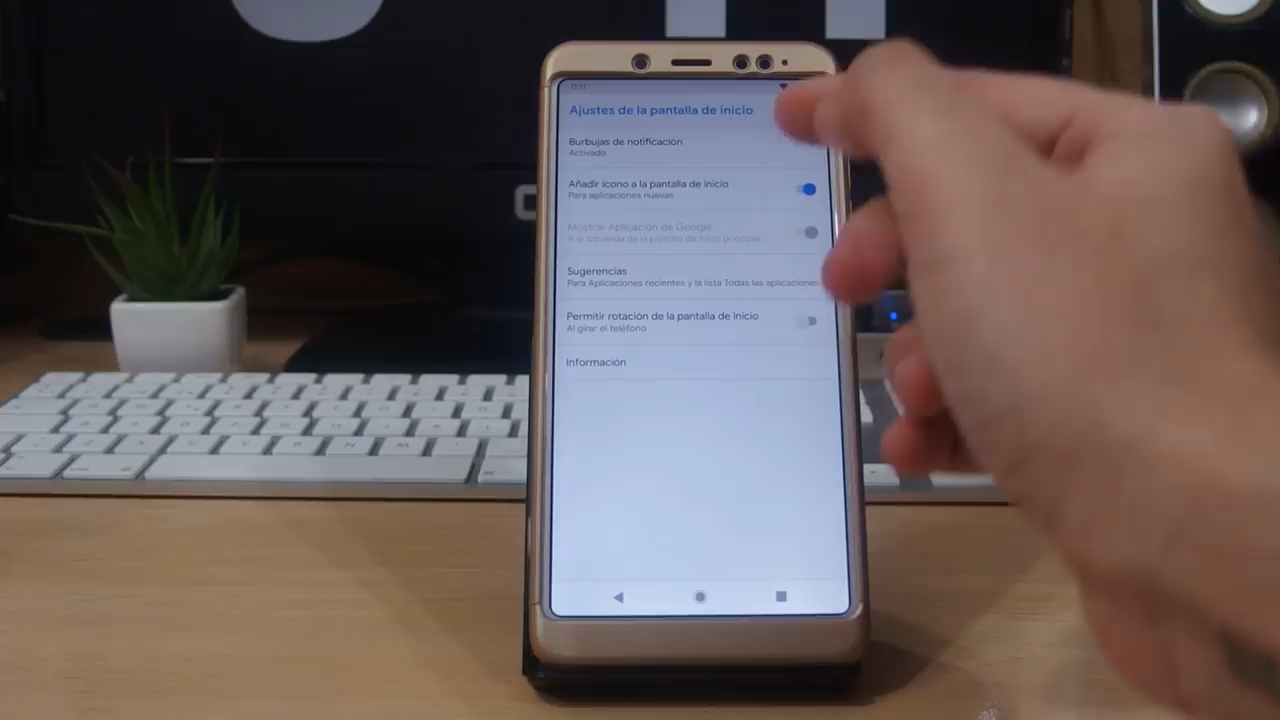 0:11
Ajustes de la pantalla de inicio
Burbujas de notificación
Activado
Añadir icono a la pantalla de inicio
Para aplicaciones nuevas
Mostrar Aplicación de Google
A la izquierda de la pantalla de inicio principal
Sugerencias
Para Aplicaciones recientes y la lista Todas las aplicaciones
Permitir rotación de la pantalla de inicio
Al girar el teléfono
Información